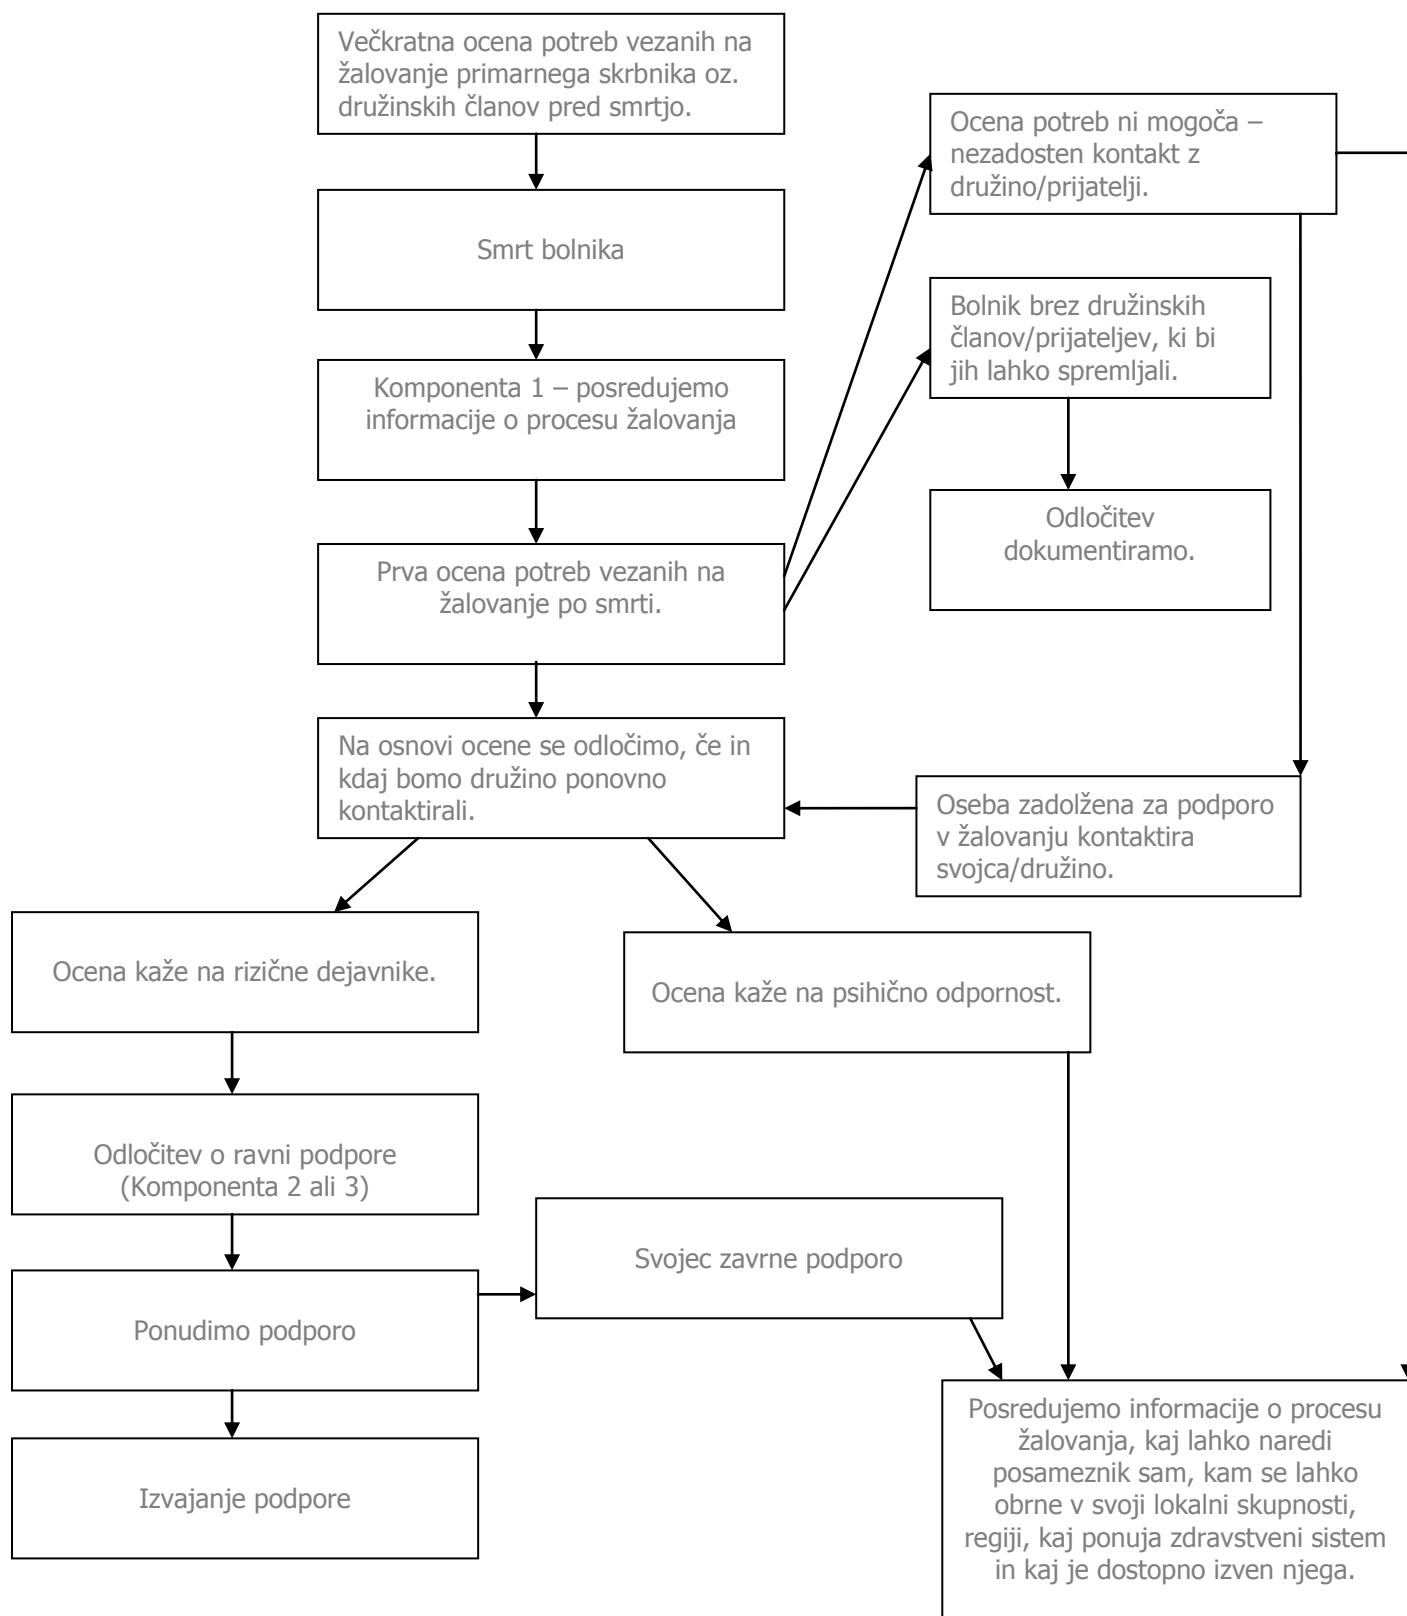 Večkratna ocena potreb vezanih na
žalovanje primarnega skrbnika oz.
družinskih članov pred smrtjo.
Ocena potreb ni mogoča –
nezadosten kontakt z
družino/prijatelji.
Smrt bolnika
Bolnik brez družinskih
članov/prijateljev, ki bi
jih lahko spremljali.
Komponenta 1 – posredujemo
informacije o procesu žalovanja
Odločitev
dokumentiramo.
Prva ocena potreb vezanih na
žalovanje po smrti.
Na osnovi ocene se odločimo, če in
kdaj bomo družino ponovno
kontaktirali.
Oseba zadolžena za podporo
v žalovanju kontaktira
svojca/družino.
Ocena kaže na rizične dejavnike.
Ocena kaže na psihično odpornost.
Odločitev o ravni podpore
(Komponenta 2 ali 3)
Svojec zavrne podporo
Ponudimo podporo
Izvajanje podpore
Posredujemo informacije o procesu
žalovanja, kaj lahko naredi
posameznik sam, kam se lahko
obrne v svoji lokalni skupnosti,
regiji, kaj ponuja zdravstveni sistem
in kaj je dostopno izven njega.